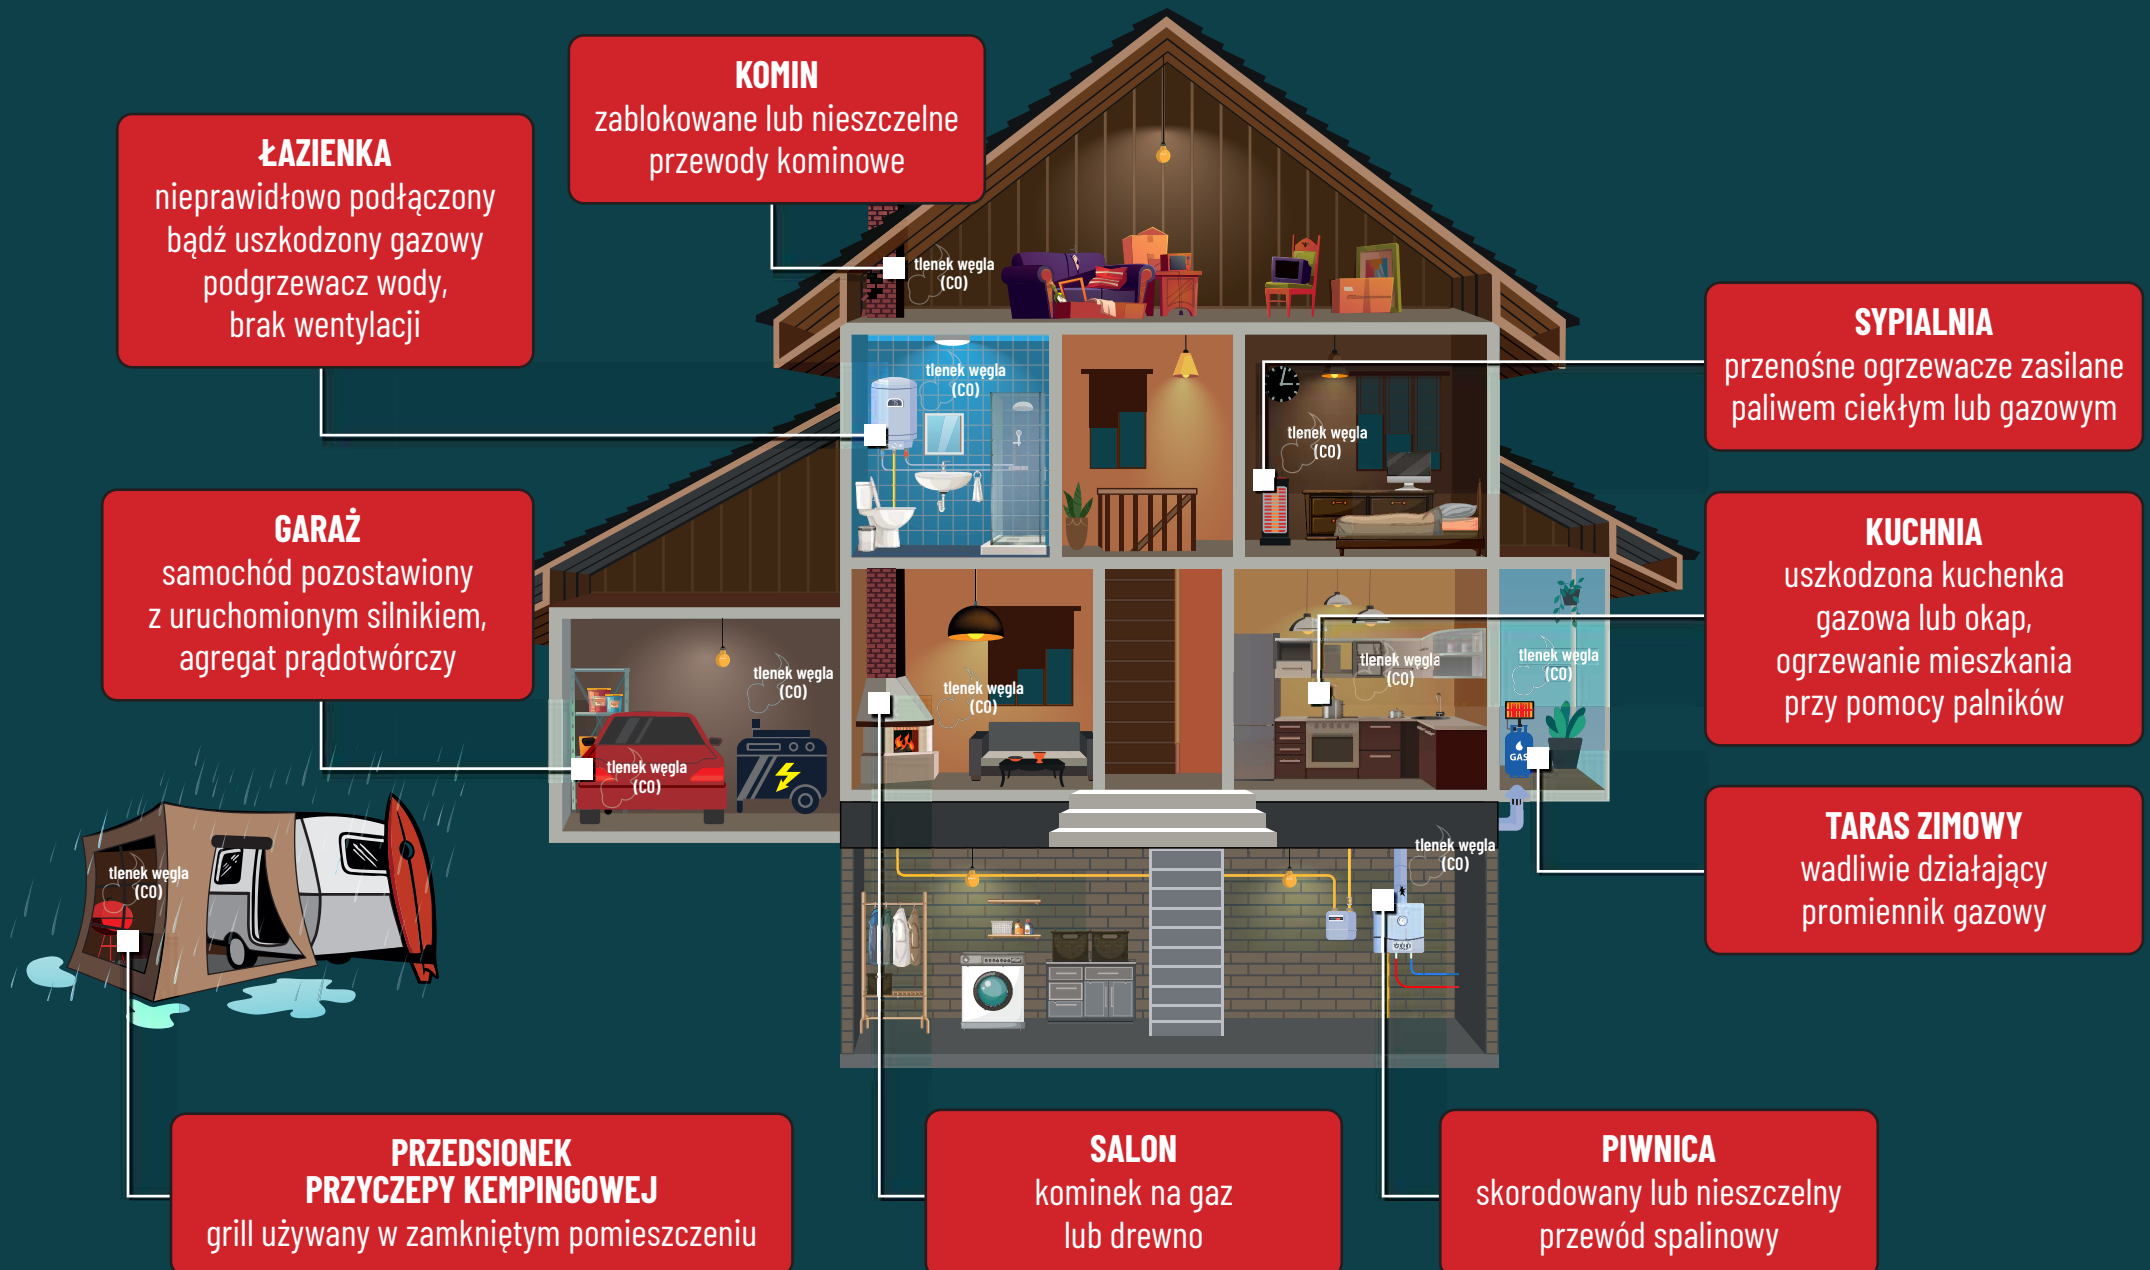 KOMIN
zablokowane lub nieszczelne
przewody kominowe
ŁAZIENKA
nieprawidłowo podłączony
bądź uszkodzony gazowy
podgrzewacz wody,
brak wentylacji
GARAŻ
samochód pozostawiony
z uruchomionym silnikiem,
agregat prądotwórczy
SYPIALNIA
przenośne ogrzewacze zasilane
paliwem ciekłym lub gazowym
KUCHNIA
uszkodzona kuchenka
gazowa lub okap,
ogrzewanie mieszkania
przy pomocy palników
TARAS ZIMOWY
wadliwie działający
promiennik gazowy
PRZEDSIONEK
PRZYCZEPY KEMPINGOWEJ
grill używany w zamkniętym pomieszczeniu
SALON
kominek na gaz
lub drewno
PIWNICA
skorodowany lub nieszczelny
przewód spalinowy
tlenek węgla
(CO)
tlenek węgla
(CO)
tlenek węgla
(CO)
tlenek węgla
(CO)
tlenek węgla
(CO)
tlenek węgla
(CO)
tlenek węgla
(CO)
tlenek węgla
(CO)
tlenek węgla
(CO)
tlenek węgla
(CO)
GAS